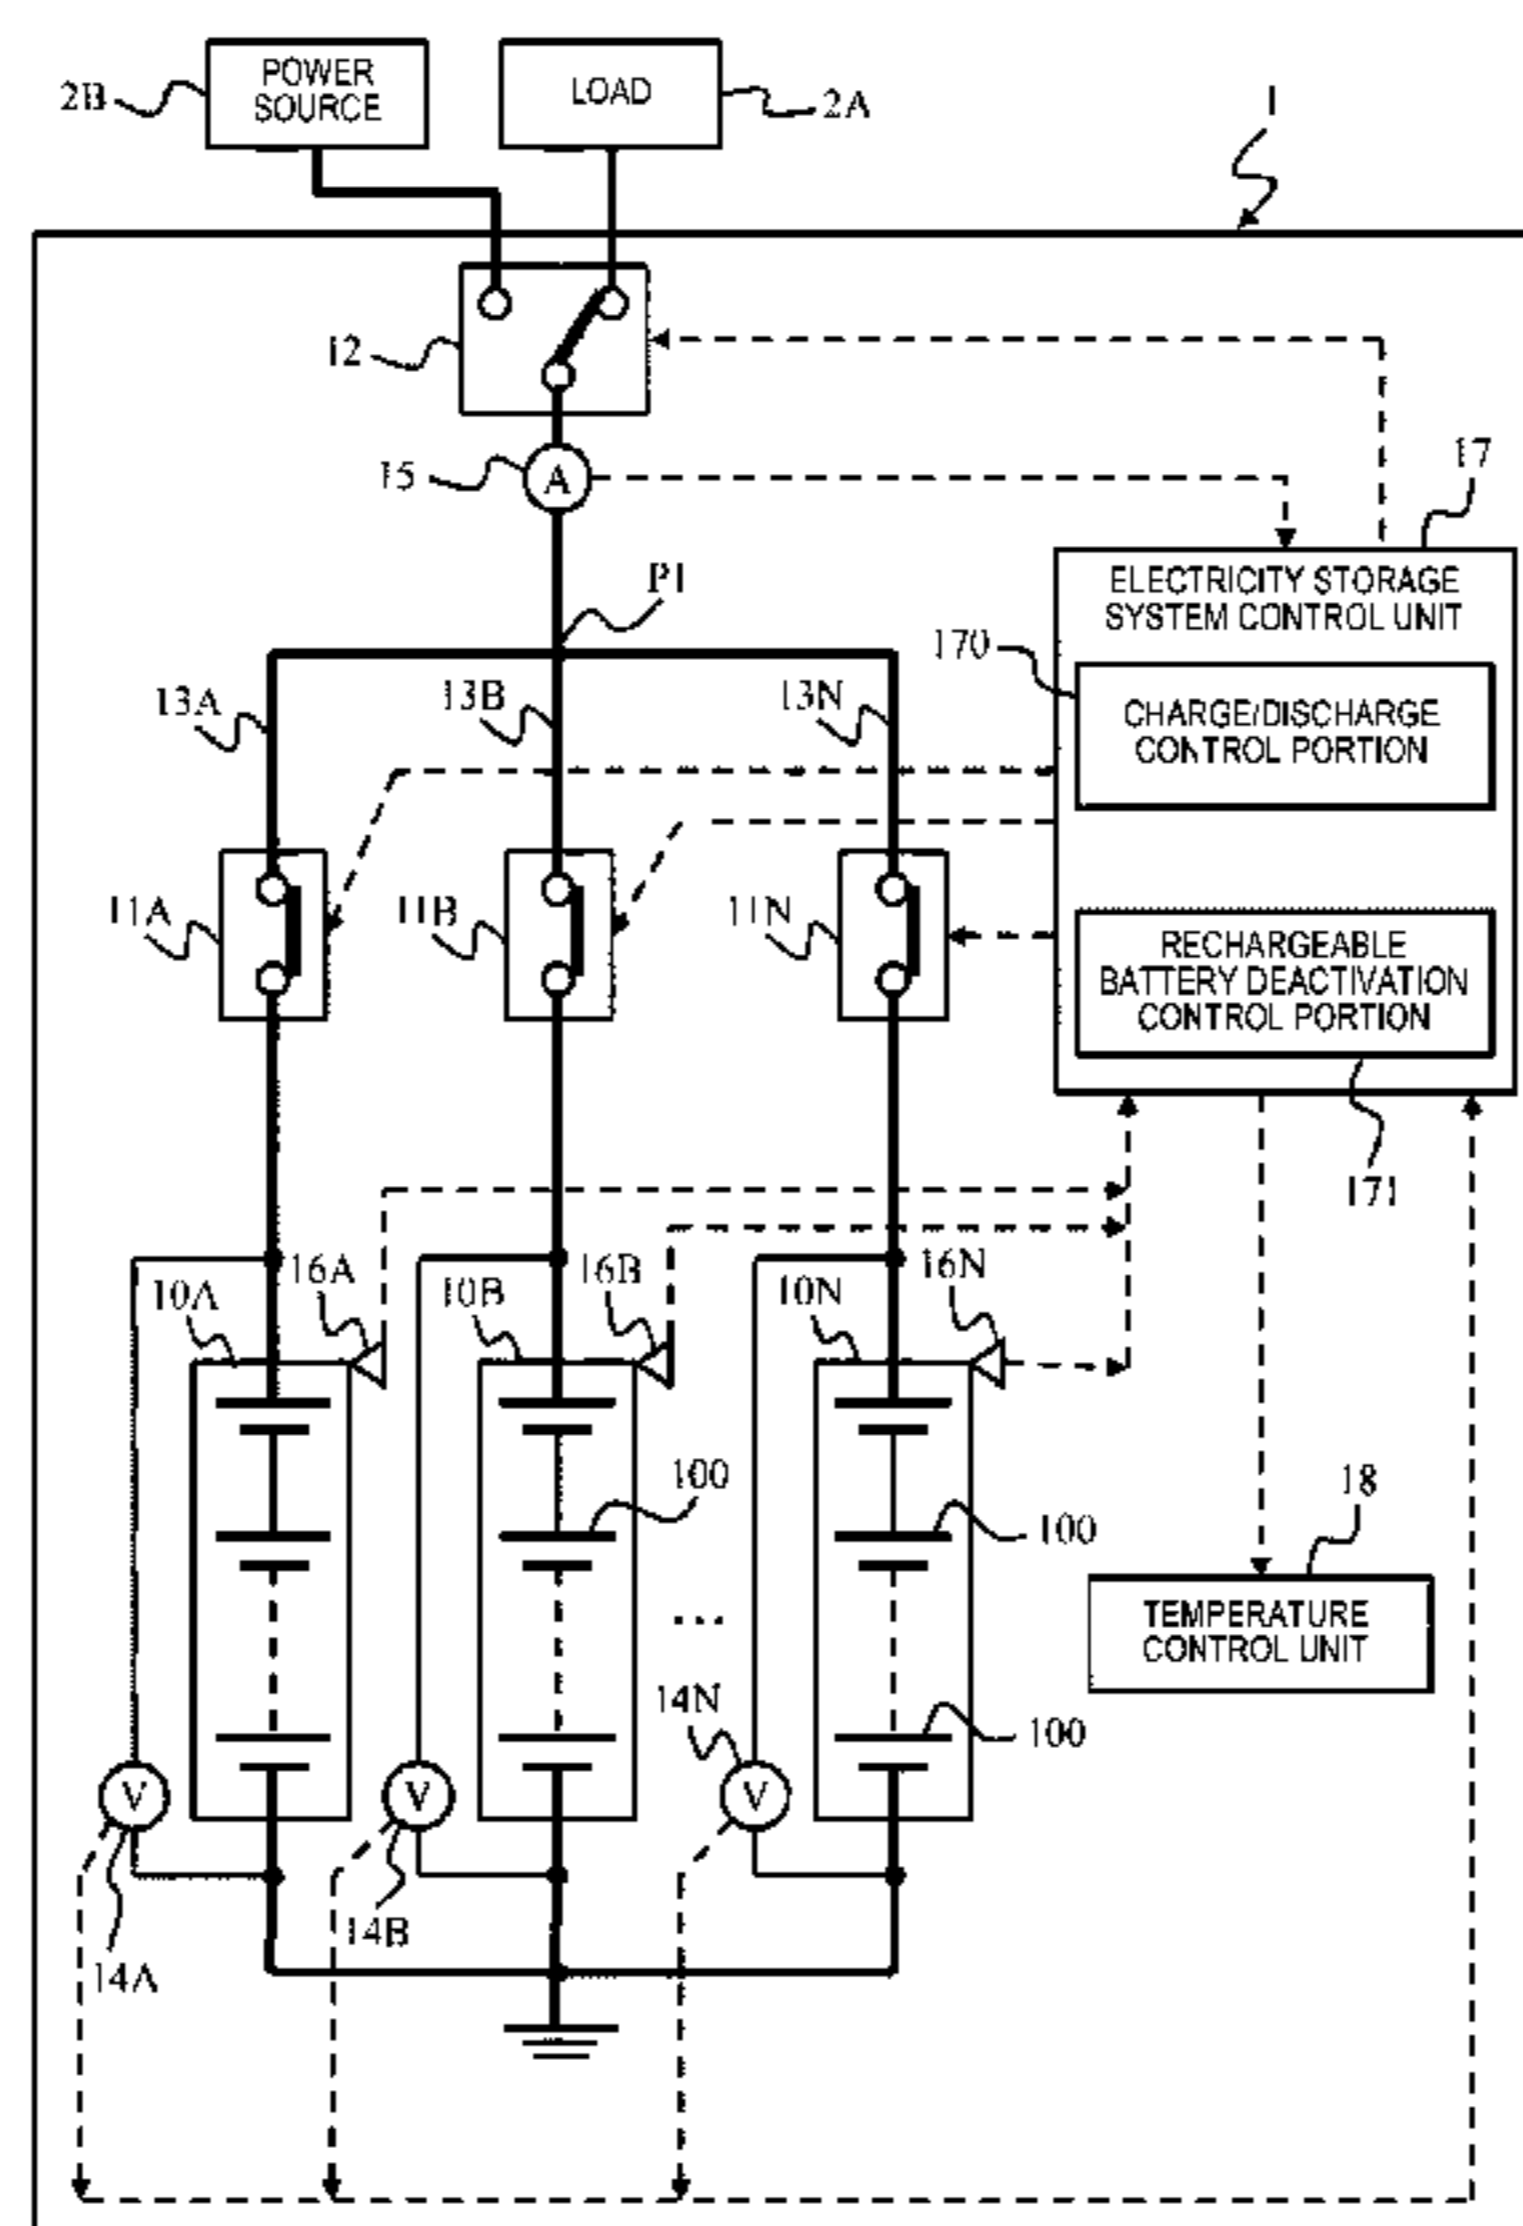 POWER
SOURCE
LOAD
2B
2A
1
12
15
A
17
P1
ELECTRICITY STORAGE
SYSTEM CONTROL UNIT
170
13A
13B
13N
CHARGE/DISCHARGE
CONTROL PORTION
11A
11B
11N
RECHARGEABLE
BATTERY DEACTIVATION
CONTROL PORTION
171
16A
16B
16N
10A
10B
10N
100
100
18
TEMPERATURE
CONTROL UNIT
...
14N
100
V
V
V
14B
14A